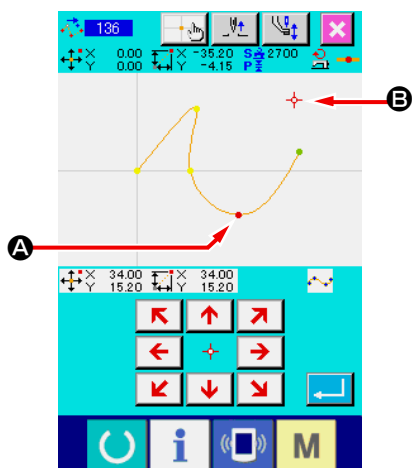 136
X 0.00 X -35.20 S 2700
Y 0.00 Y -4.15 P
B
A
X 34.00 X 34.00
Y 15.20 Y 15.20
i M